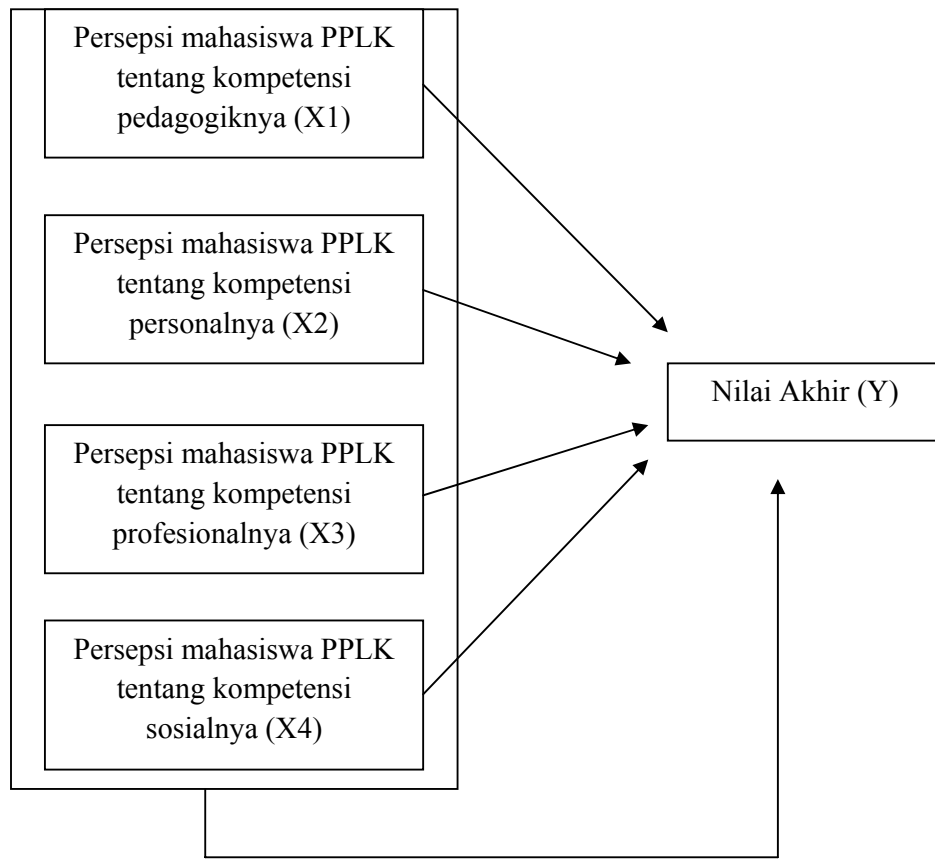 Persepsi mahasiswa PPLK
tentang kompetensi
pedagogiknya (X1)
Persepsi mahasiswa PPLK
tentang kompetensi
personalnya (X2)
Nilai Akhir (Y)
Persepsi mahasiswa PPLK
tentang kompetensi
profesionalnya (X3)
Persepsi mahasiswa PPLK
tentang kompetensi
sosialnya (X4)